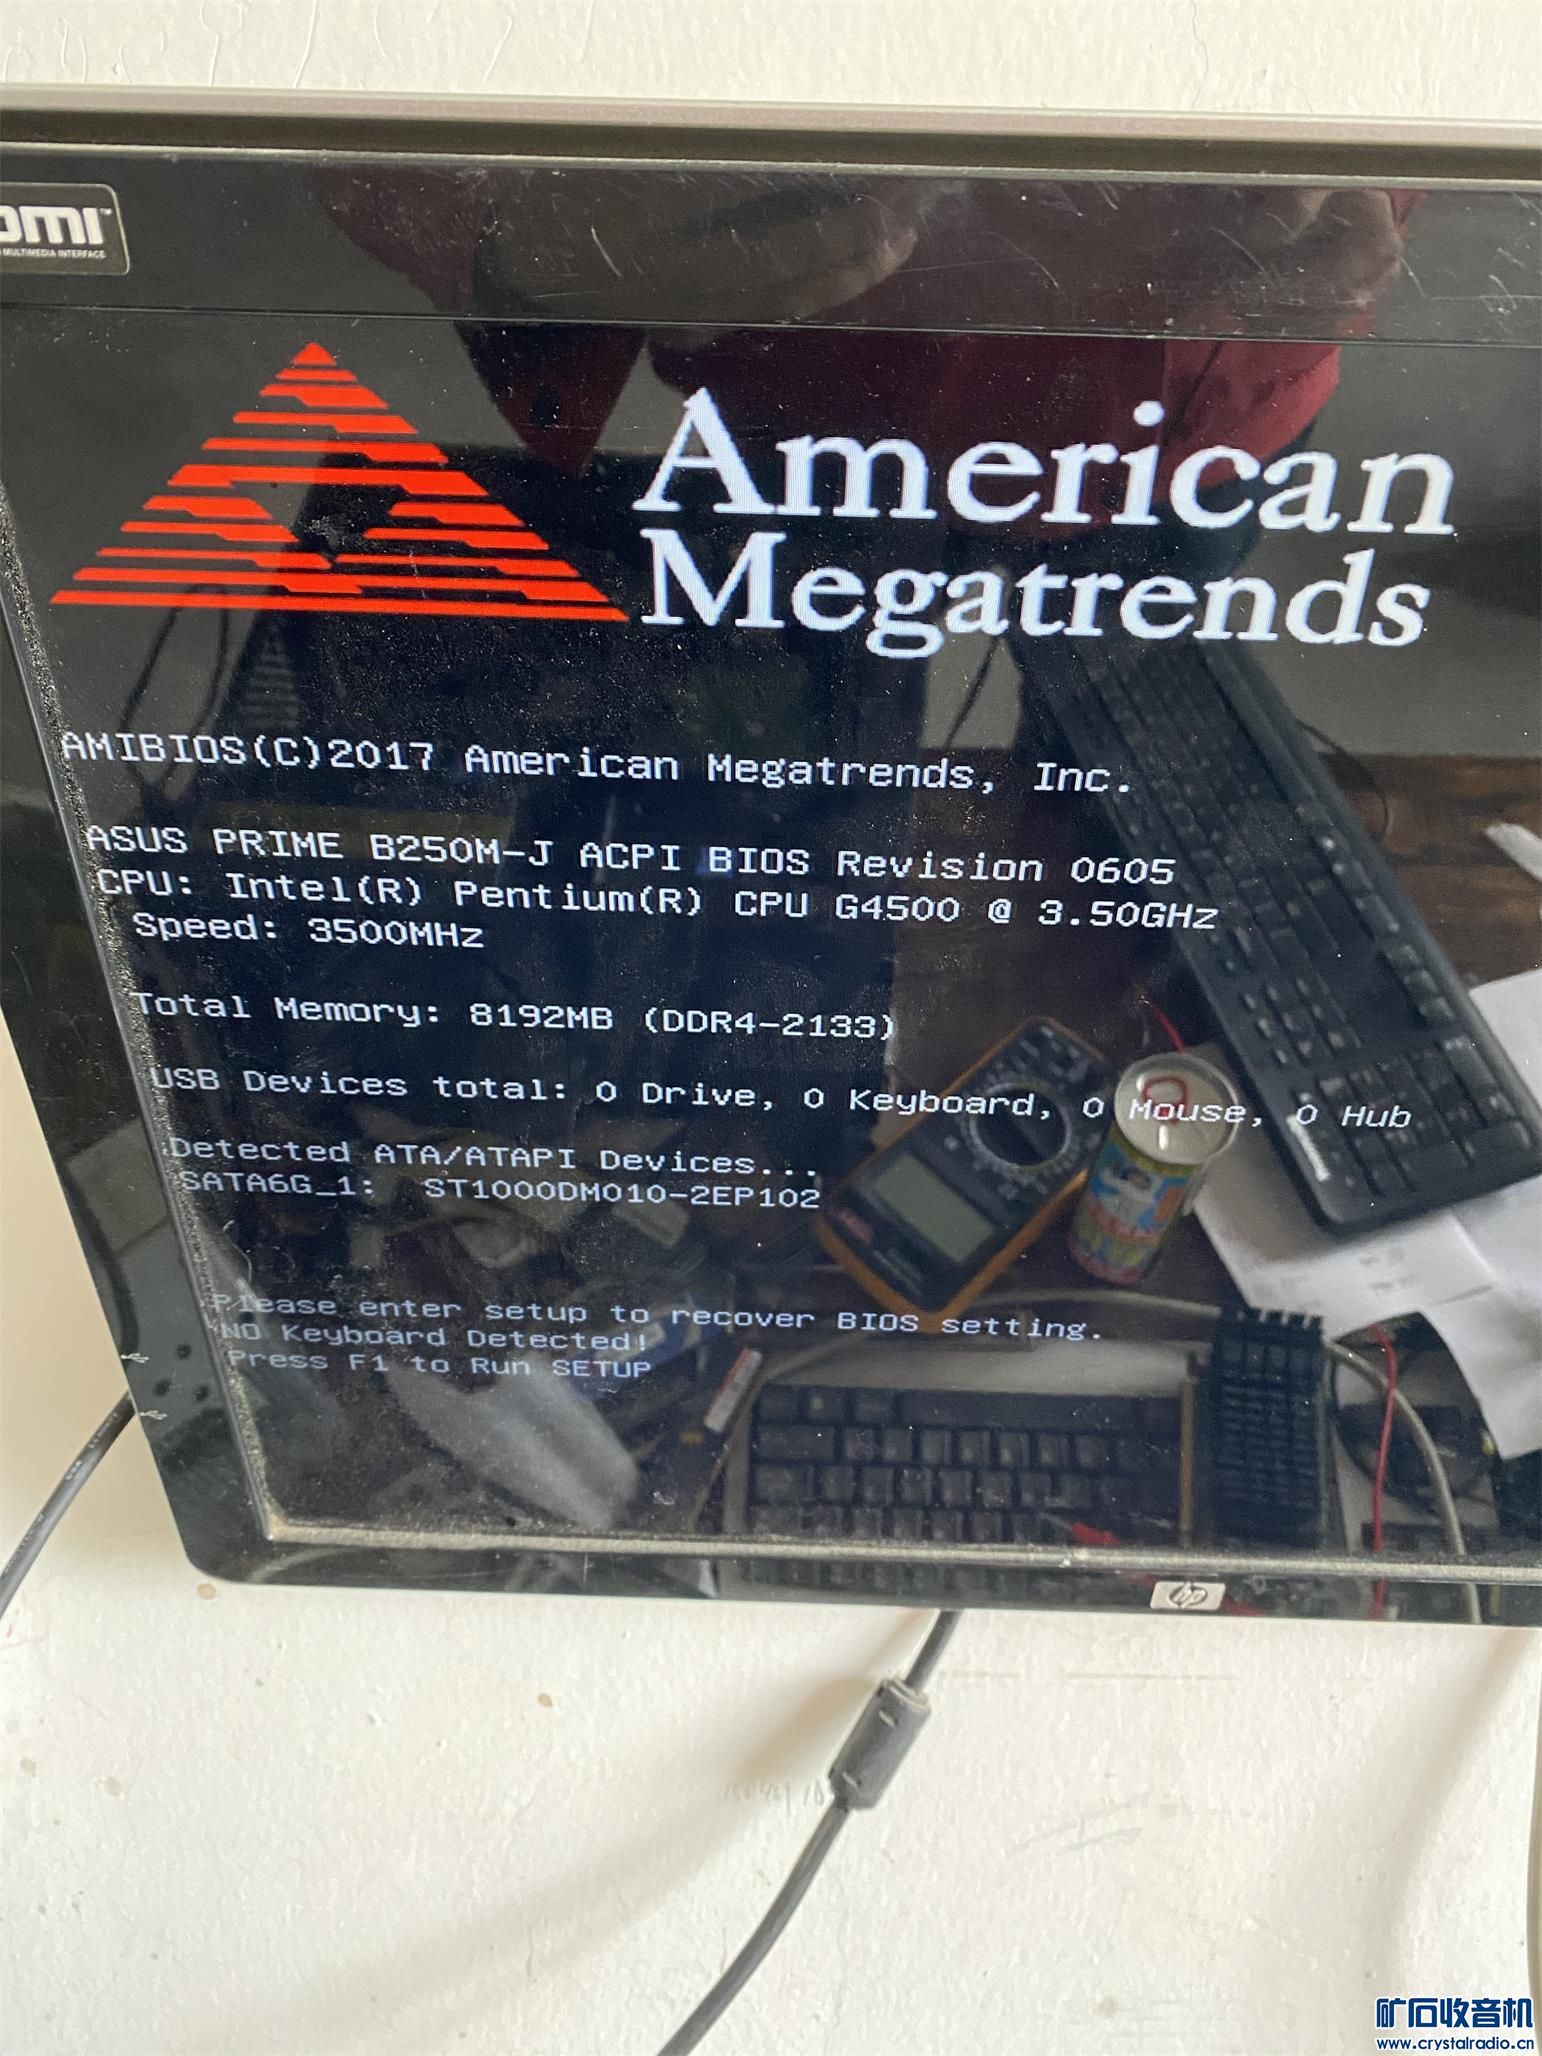 DMI
MULTIMEDIA INTERFACE
American
Megatrends
AMIBIOS(C)2017 American Megatrends, Inc.
ASUS PRIME B250M-J ACPI BIOS Revision 0605
CPU: Intel(R) Pentium(R) CPU G4500 @ 3.50GHz
Speed: 3500MHz
Total Memory: 8192MB (DDR4-2133)
USB Devices total: 0 Drive, 0 Keyboard, 0 Mouse, 0 Hub
Detected ATA/ATAPI Devices...
SATA6G_1: ST1000DM010-2EP102
Please enter setup to recover BIOS setting.
NO Keyboard Detected!
Press F1 to Run SETUP
hp
矿石收音机
www.crystalradio.cn